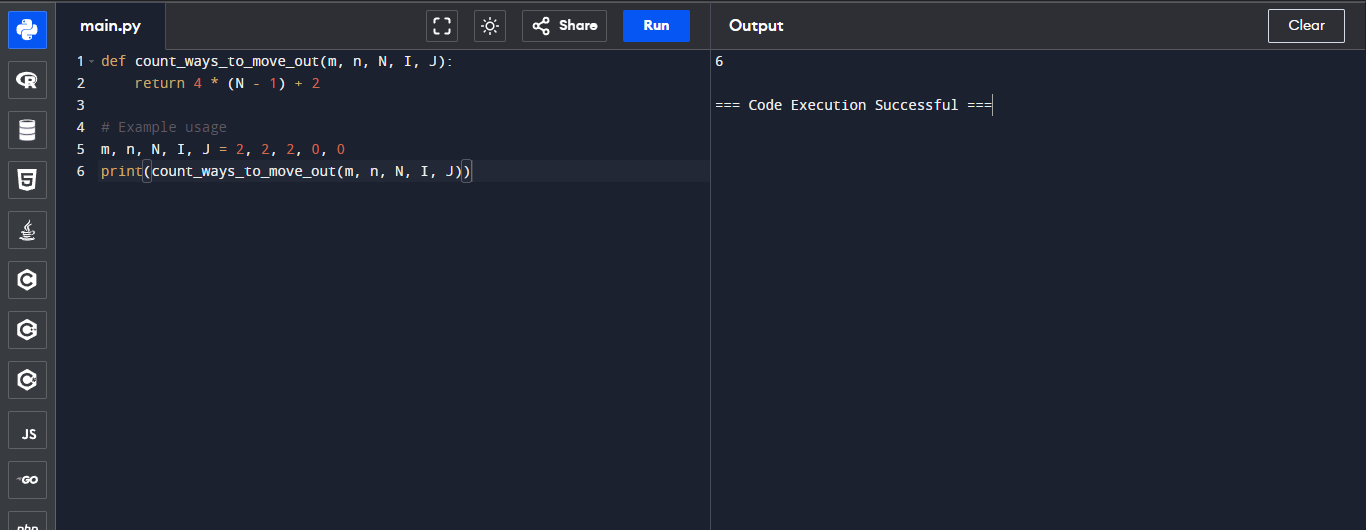 main.py
Share
Run
Output
Clear
1 def count_ways_to_move_out(m, n, N, I, J):
2     return 4 * (N - 1) + 2
3
4 # Example usage
5 m, n, N, I, J = 2, 2, 2, 0, 0
6 print(count_ways_to_move_out(m, n, N, I, J))
6
=== Code Execution Successful ===
R
5
C
C
C
JS
GO
php